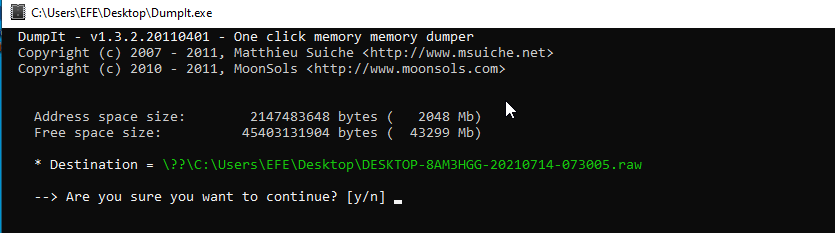 C:\Users\EFE\Desktop\DumpIt.exe
DumpIt - v1.3.2.20110401 - One click memory memory dumper
Copyright (c) 2007 - 2011, Matthieu Suiche <http://www.msuiche.net>
Copyright (c) 2010 - 2011, MoonSols <http://www.moonsols.com>
Address space size:        2147483648 bytes (   2048 Mb)
Free space size:          45403131904 bytes (  43299 Mb)
* Destination = \??\C:\Users\EFE\Desktop\DESKTOP-8AM3HGG-20210714-073005.raw
--> Are you sure you want to continue? [y/n]